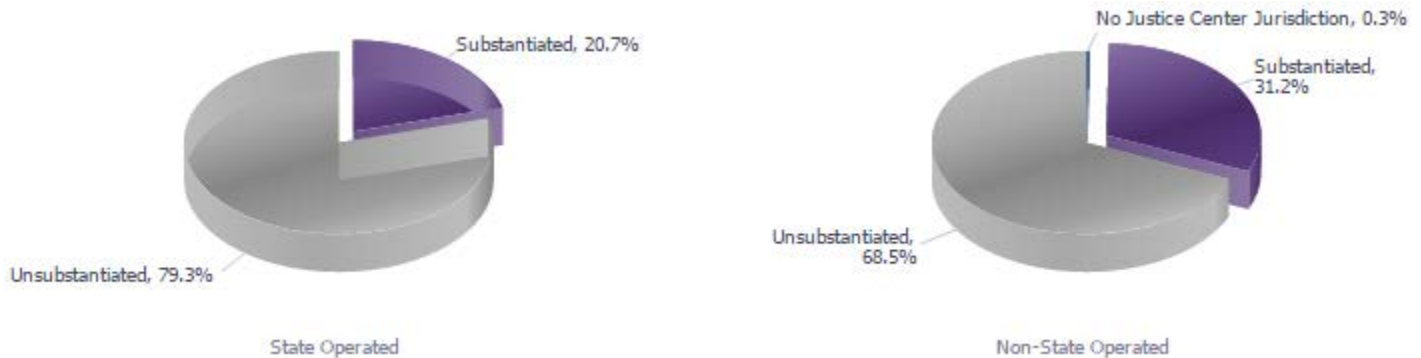 Substantiated, 20.7%
Unsubstantiated, 79.3%
State Operated
No Justice Center Jurisdiction, 0.3%
Substantiated,
31.2%
Unsubstantiated,
68.5%
Non-State Operated